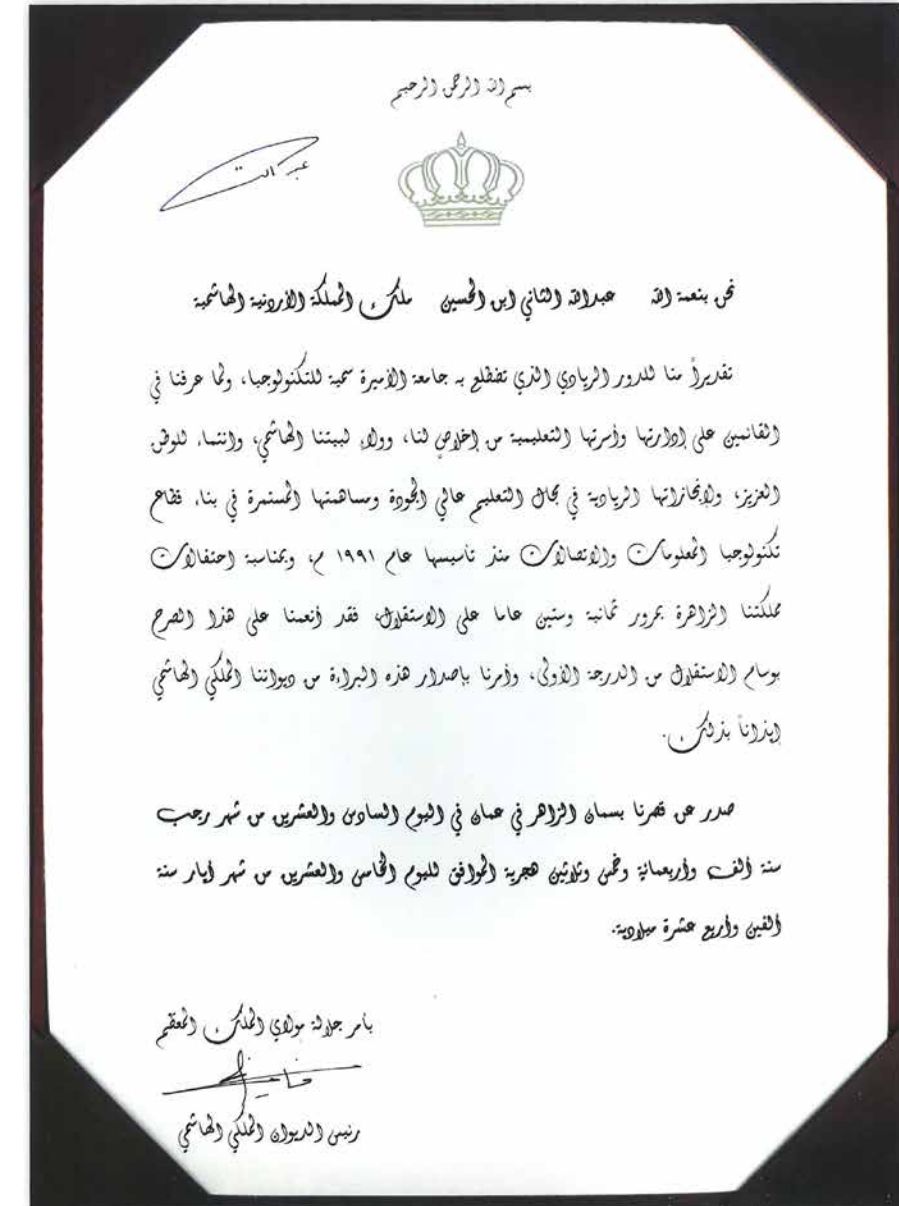 بسم الله الرحمن الرحيم
عبد الله
نحن بنعمة الله عبدالله الثاني ابن الحسين ملك المملكة الأردنية الهاشمية
تقديراً منا للدور الريادي الذي تضطلع به جامعة الأميرة سمية للتكنولوجيا، ولما عرفنا في
القائمين على إدارتها وأسرتها التعليمية من إخلاصٍ لنا، وولاءٍ لبيتنا الهاشمي، وانتماء للوطن
العزيز، ولإنجازاتها الريادية في مجال التعليم عالي الجودة ومساهمتها المستمرة في بناء قطاع
تكنولوجيا المعلومات والاتصالات منذ تأسيسها عام ١٩٩١ م، وبمناسبة احتفالات
مملكتنا الزاهرة بمرور ثمانية وستين عاما على الاستقلال، فقد أنعمنا على هذا الصرح
بوسام الاستقلال من الدرجة الأولى، وأمرنا بإصدار هذه البراءة من ديواننا الملكي الهاشمي
إيذاناً بذلك.
صدر عن قصرنا بسمان الزاهر في عمان في اليوم السادس والعشرين من شهر رجب
سنة ألف وأربعمائة وخمس وثلاثين هجرية الموافق لليوم الخامس والعشرين من شهر أيار سنة
ألفين وأربع عشرة ميلادية.
بأمر جلالة مولاي الملك المعظم
رئيس الديوان الملكي الهاشمي